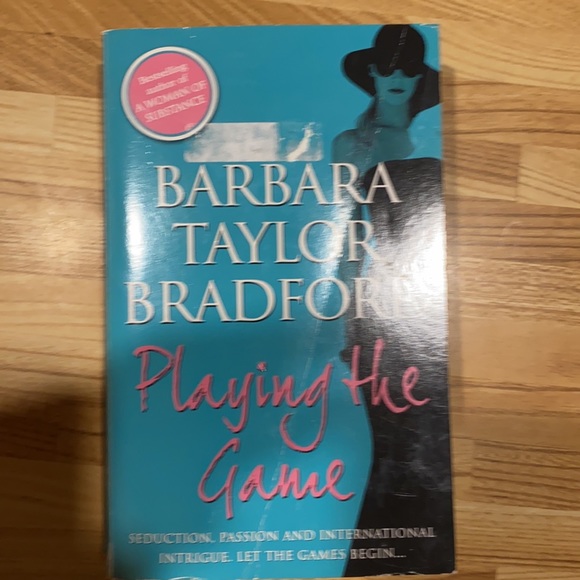 Bestselling
author of
A WOMAN OF
SUBSTANCE
BARBARA
TAYLOR
BRADFORD
Playing the
Game
SEDUCTION, PASSION AND INTERNATIONAL
INTRIGUE. LET THE GAMES BEGIN...